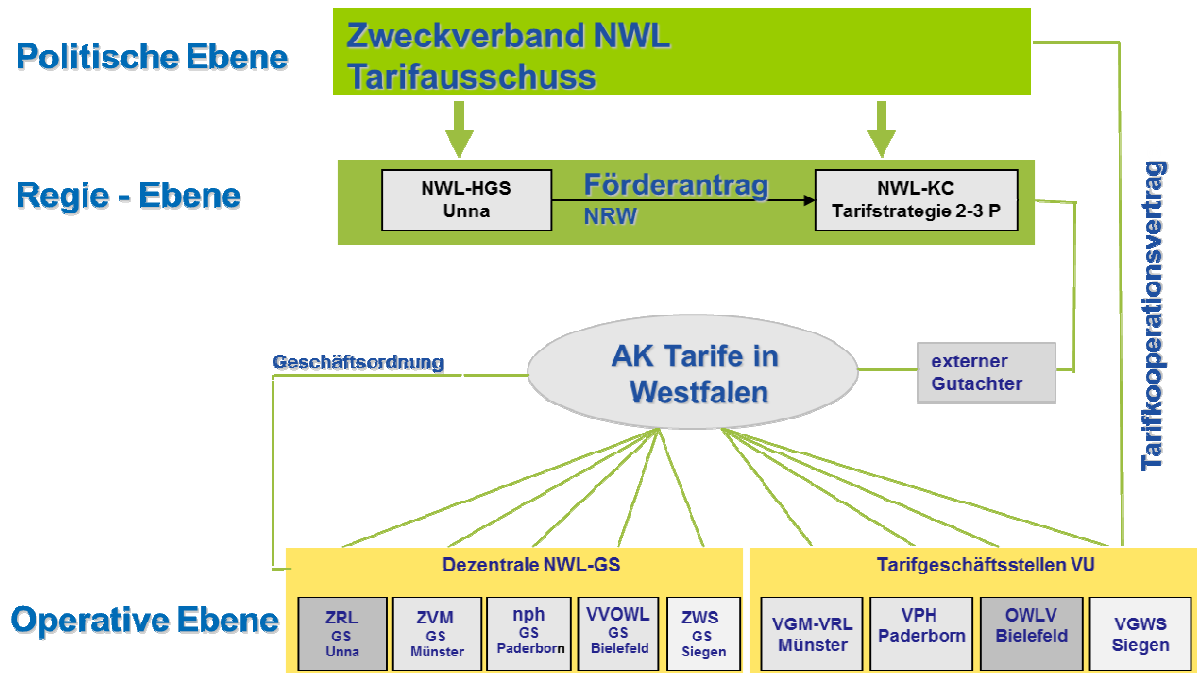 Politische Ebene
Zweckverband NWL
Tarifausschuss
Regie - Ebene
NWL-HGS
Unna
Förderantrag
NRW
NWL-KC
Tarifstrategie 2-3 P
Tarifkooperationsvertrag
Geschäftsordnung
AK Tarife in
Westfalen
externer
Gutachter
Operative Ebene
Dezentrale NWL-GS
ZRL
GS
Unna
ZVM
GS
Münster
nph
GS
Paderborn
VVOWL
GS
Bielefeld
ZWS
GS
Siegen
Tarifgeschäftsstellen VU
VGM-VRL
Münster
VPH
Paderborn
OWLV
Bielefeld
VGWS
Siegen